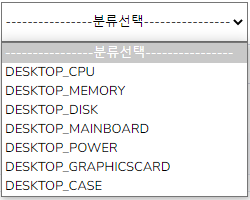 -----------------분류선택-----------------
-----------------분류선택-----------------
DESKTOP_CPU
DESKTOP_MEMORY
DESKTOP_DISK
DESKTOP_MAINBOARD
DESKTOP_POWER
DESKTOP_GRAPHICSCARD
DESKTOP_CASE